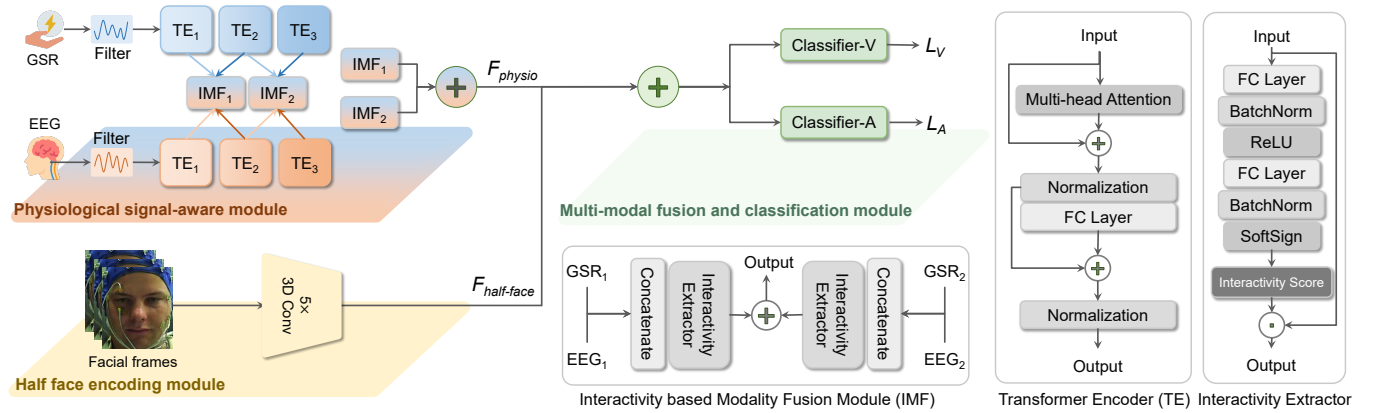 GSR
Filter
TE1
TE2
TE3
IMF1
IMF2
EEG
Filter
TE1
TE2
TE3
Physiological signal-aware module
IMF1
IMF2
Fphysio
Classifier-V
LV
Classifier-A
LA
Multi-modal fusion and classification module
Facial frames
5×
3D Conv
Fhalf-face
Half face encoding module
GSR1
EEG1
Concatenate
Interactivity
Extractor
Output
Interactivity
Extractor
Concatenate
GSR2
EEG2
Interactivity based Modality Fusion Module (IMF)
Input
Multi-head Attention
Normalization
FC Layer
Normalization
Output
Transformer Encoder (TE)
Input
FC Layer
BatchNorm
ReLU
FC Layer
BatchNorm
SoftSign
Interactivity Score
Output
Interactivity Extractor